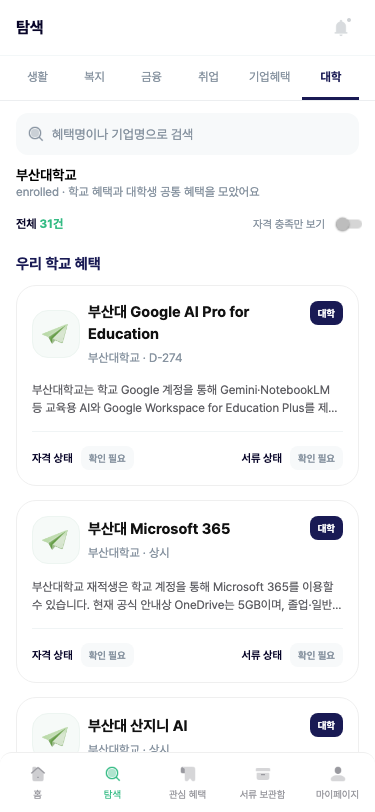 탐색
생활 복지 금융 취업 기업혜택 대학
혜택명이나 기업명으로 검색
부산대학교
enrolled · 학교 혜택과 대학생 공통 혜택을 모았어요
전체 31건 자격 충족만 보기
우리 학교 혜택
부산대 Google AI Pro for
Education
대학
부산대학교 · D-274
부산대학교는 학교 Google 계정을 통해 Gemini·NotebookLM
등 교육용 AI와 Google Workspace for Education Plus를 제...
자격 상태 확인 필요 서류 상태 확인 필요
부산대 Microsoft 365 대학
부산대학교 · 상시
부산대학교 재적생은 학교 계정을 통해 Microsoft 365를 이용할
수 있습니다. 현재 공식 안내상 OneDrive는 5GB이며, 졸업·일반...
자격 상태 확인 필요 서류 상태 확인 필요
부산대 산지니 AI 대학
부산대학교 · 상시
홈 탐색 관심 혜택 서류 보관함 마이페이지